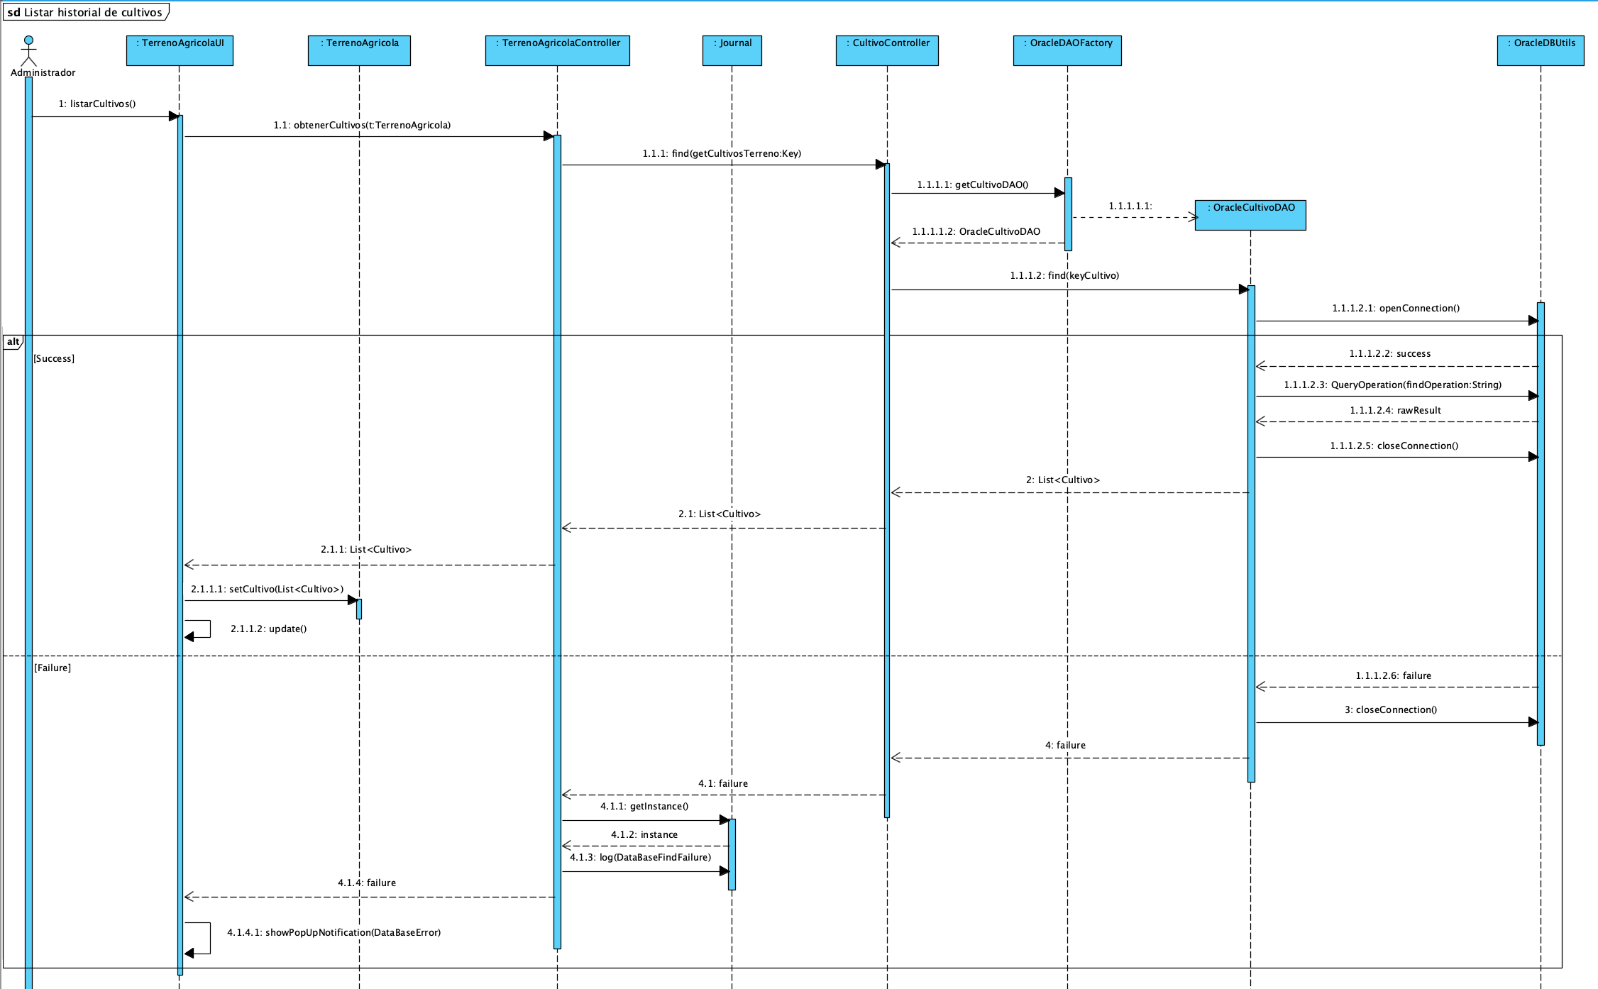 sd Listar historial de cultivos
: TerrenoAgricolaUI
: TerrenoAgricola
: TerrenoAgricolaController
: Journal
: CultivoController
: OracleDAOFactory
: OracleDBUtils
Administrador
1: listarCultivos()
1.1: obtenerCultivos(t:TerrenoAgricola)
1.1.1: find(getCultivosTerreno:Key)
1.1.1.1: getCultivoDAO()
1.1.1.1.1:
: OracleCultivoDAO
1.1.1.1.2: OracleCultivoDAO
1.1.1.2: find(keyCultivo)
1.1.1.2.1: openConnection()
alt
[Success]
1.1.1.2.2: success
1.1.1.2.3: QueryOperation(findOperation:String)
1.1.1.2.4: rawResult
1.1.1.2.5: closeConnection()
2: List<Cultivo>
2.1: List<Cultivo>
2.1.1: List<Cultivo>
2.1.1.1: setCultivo(List<Cultivo>)
2.1.1.2: update()
[Failure]
1.1.1.2.6: failure
3: closeConnection()
4: failure
4.1: failure
4.1.1: getInstance()
4.1.2: instance
4.1.3: log(DataBaseFindFailure)
4.1.4: failure
4.1.4.1: showPopUpNotification(DataBaseError)